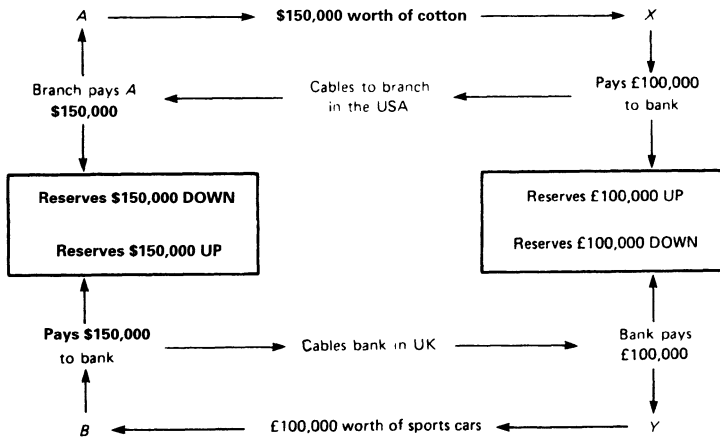 A
$150,000 worth of cotton
X
Branch pays A
$150,000
Cables to branch
in the USA
Pays £100,000
to bank
Reserves $150,000 DOWN
Reserves $150,000 UP
Reserves £100,000 UP
Reserves £100,000 DOWN
Pays $150,000
to bank
Cables bank in UK
Bank pays
£100,000
B
£100,000 worth of sports cars
Y